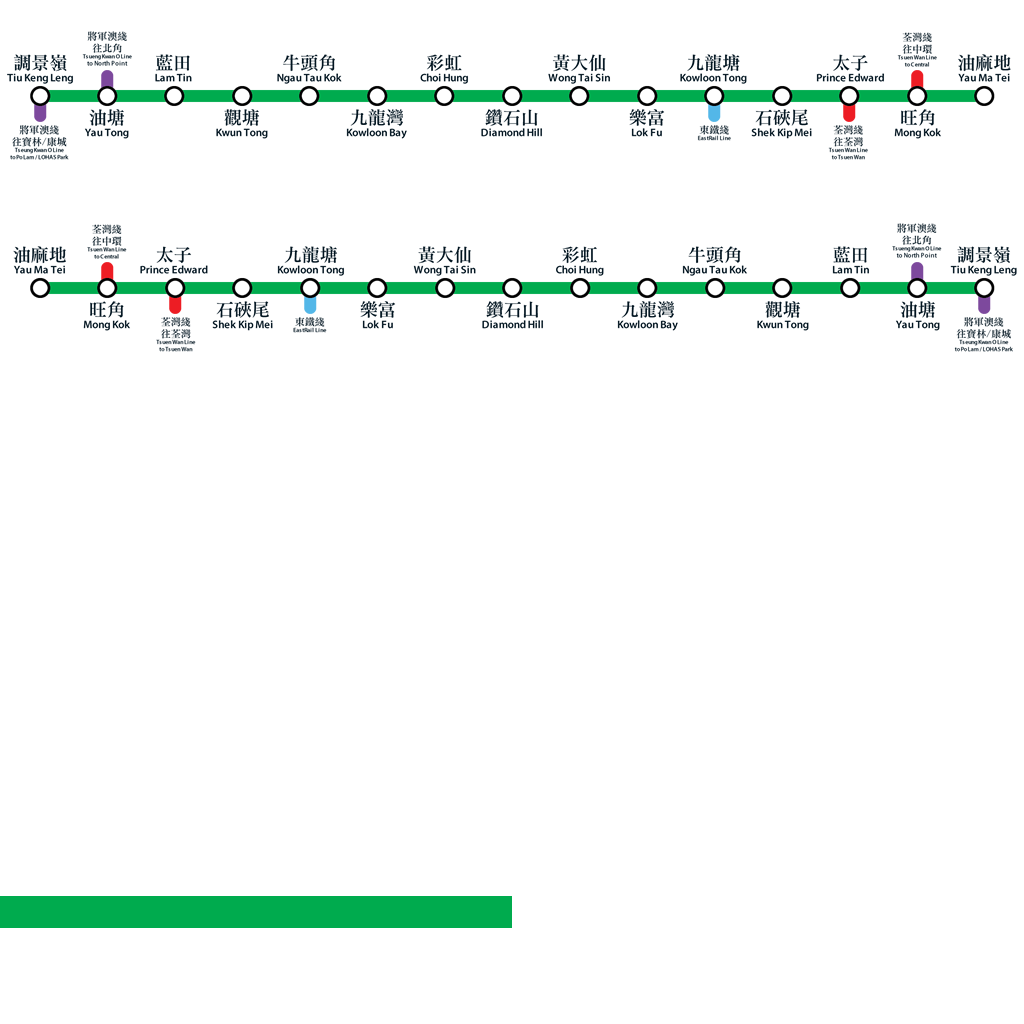 將軍澳綫
往北角
Tsueng Kwan O Line
to North Point
荃灣綫
往中環
Tsuen Wan Line
to Central
調景嶺
Tiu Keng Leng
藍田
Lam Tin
牛頭角
Ngau Tau Kok
彩虹
Choi Hung
黃大仙
Wong Tai Sin
九龍塘
Kowloon Tong
太子
Prince Edward
油麻地
Yau Ma Tei
將軍澳綫
往寶林/康城
Tseung Kwan O Line
to Po Lam / LOHAS Park
油塘
Yau Tong
觀塘
Kwun Tong
九龍灣
Kowloon Bay
鑽石山
Diamond Hill
樂富
Lok Fu
東鐵綫
East Rail Line
石硤尾
Shek Kip Mei
荃灣綫
往荃灣
Tsuen Wan Line
to Tsuen Wan
旺角
Mong Kok
荃灣綫
往中環
Tsuen Wan Line
to Central
將軍澳綫
往北角
Tsueng Kwan O Line
to North Point
油麻地
Yau Ma Tei
太子
Prince Edward
九龍塘
Kowloon Tong
黃大仙
Wong Tai Sin
彩虹
Choi Hung
牛頭角
Ngau Tau Kok
藍田
Lam Tin
調景嶺
Tiu Keng Leng
旺角
Mong Kok
荃灣綫
往荃灣
Tsuen Wan Line
to Tsuen Wan
石硤尾
Shek Kip Mei
東鐵綫
East Rail Line
樂富
Lok Fu
鑽石山
Diamond Hill
九龍灣
Kowloon Bay
觀塘
Kwun Tong
油塘
Yau Tong
將軍澳綫
往寶林/康城
Tseung Kwan O Line
to Po Lam / LOHAS Park